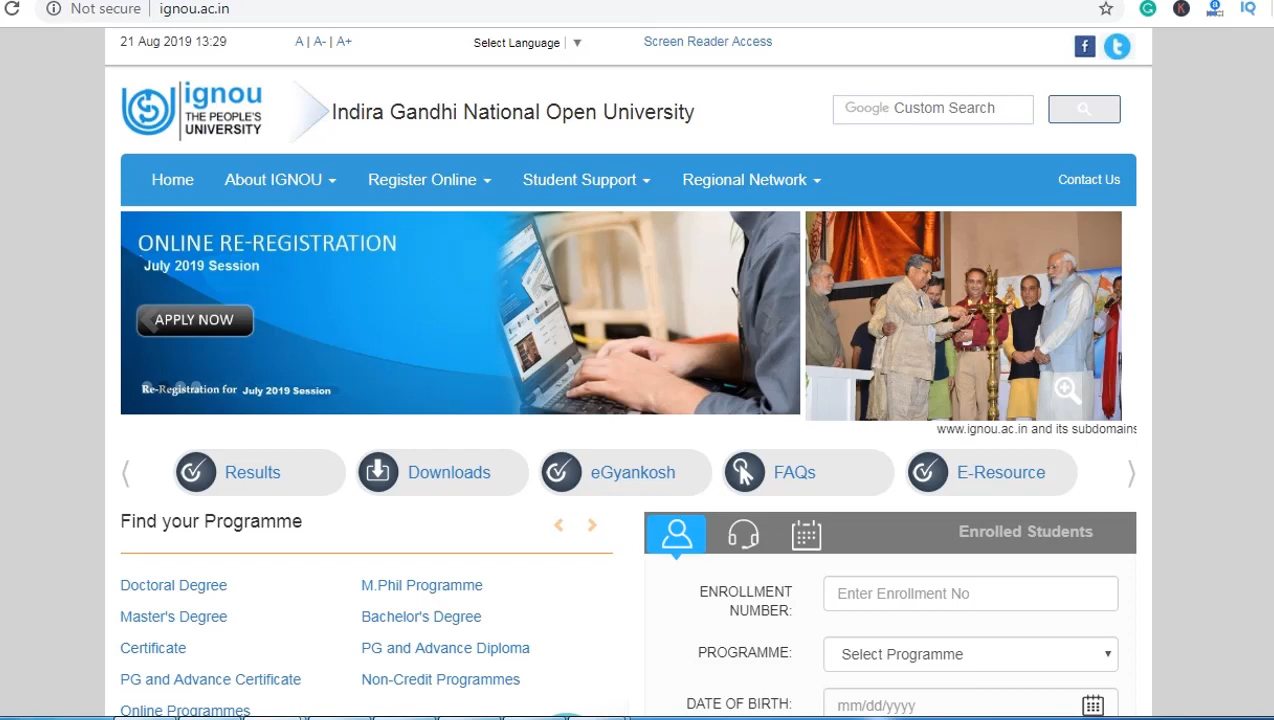 Not secure | ignou.ac.in
21 Aug 2019 13:29
A | A- | A+
Select Language
Screen Reader Access
ignou
THE PEOPLE'S
UNIVERSITY
Indira Gandhi National Open University
Google Custom Search
Home
About IGNOU
Register Online
Student Support
Regional Network
Contact Us
ONLINE RE-REGISTRATION
July 2019 Session
APPLY NOW
Re-Registration for July 2019 Session
www.ignou.ac.in and its subdomains
Results
Downloads
eGyankosh
FAQs
E-Resource
Find your Programme
Doctoral Degree
M.Phil Programme
Master's Degree
Bachelor's Degree
Certificate
PG and Advance Diploma
PG and Advance Certificate
Non-Credit Programmes
Online Programmes
Enrolled Students
ENROLLMENT
NUMBER:
Enter Enrollment No
PROGRAMME:
Select Programme
DATE OF BIRTH:
mm/dd/yyyy